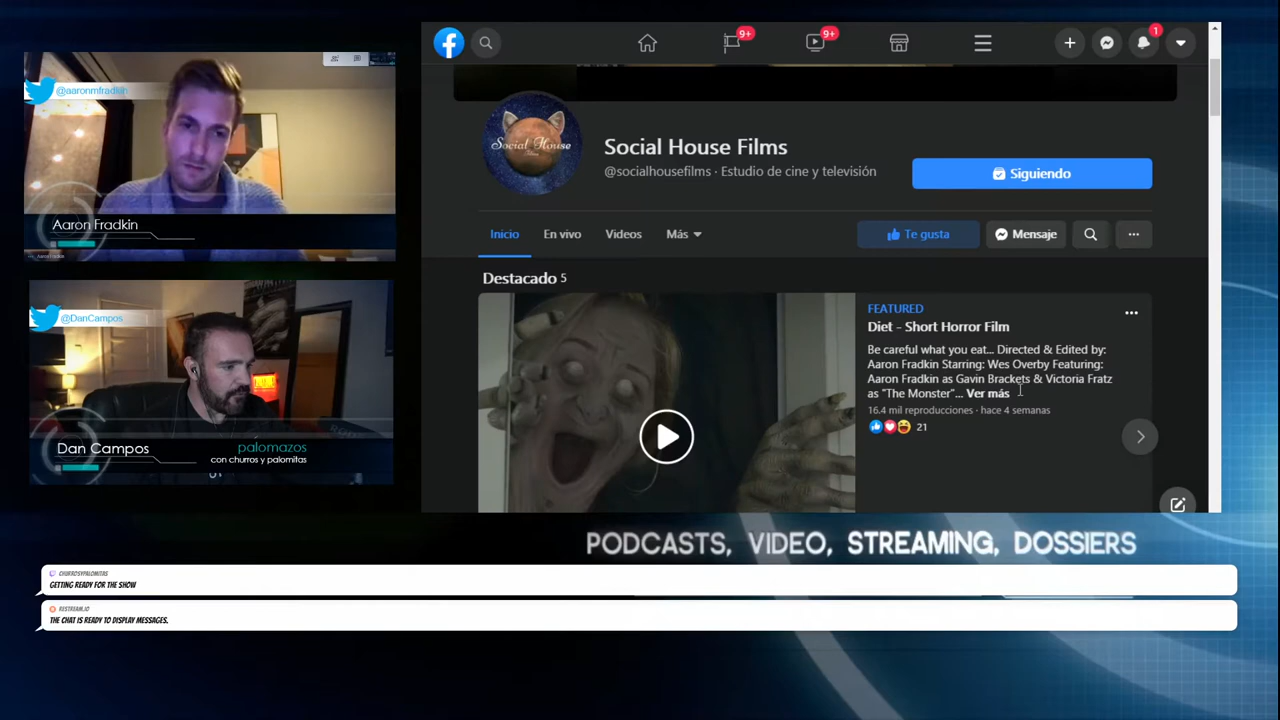 @aaronmfradkin
Aaron Fradkin
@DanCampos
Dan Campos
palomazos
con churros y palomitas
9+
9+
1
Social House Films
Social House Films
@socialhousefilms · Estudio de cine y televisión
Siguiendo
Inicio
En vivo
Videos
Más
Te gusta
Mensaje
Destacado 5
FEATURED
Diet - Short Horror Film
Be careful what you eat... Directed & Edited by:
Aaron Fradkin Starring: Wes Overby Featuring:
Aaron Fradkin as Gavin Brackets & Victoria Fratz
as "The Monster"... Ver más
16.4 mil reproducciones · hace 4 semanas
21
PODCASTS, VIDEO, STREAMING, DOSSIERS
CHURROSYPALOMITAS
GETTING READY FOR THE SHOW
RESTREAM.IO
THE CHAT IS READY TO DISPLAY MESSAGES.